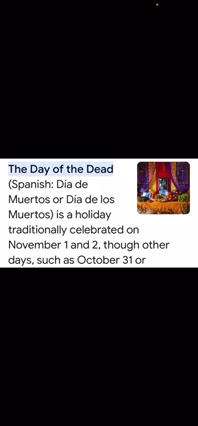 The Day of the Dead
(Spanish: Día de
Muertos or Día de los
Muertos) is a holiday
traditionally celebrated on
November 1 and 2, though other
days, such as October 31 or